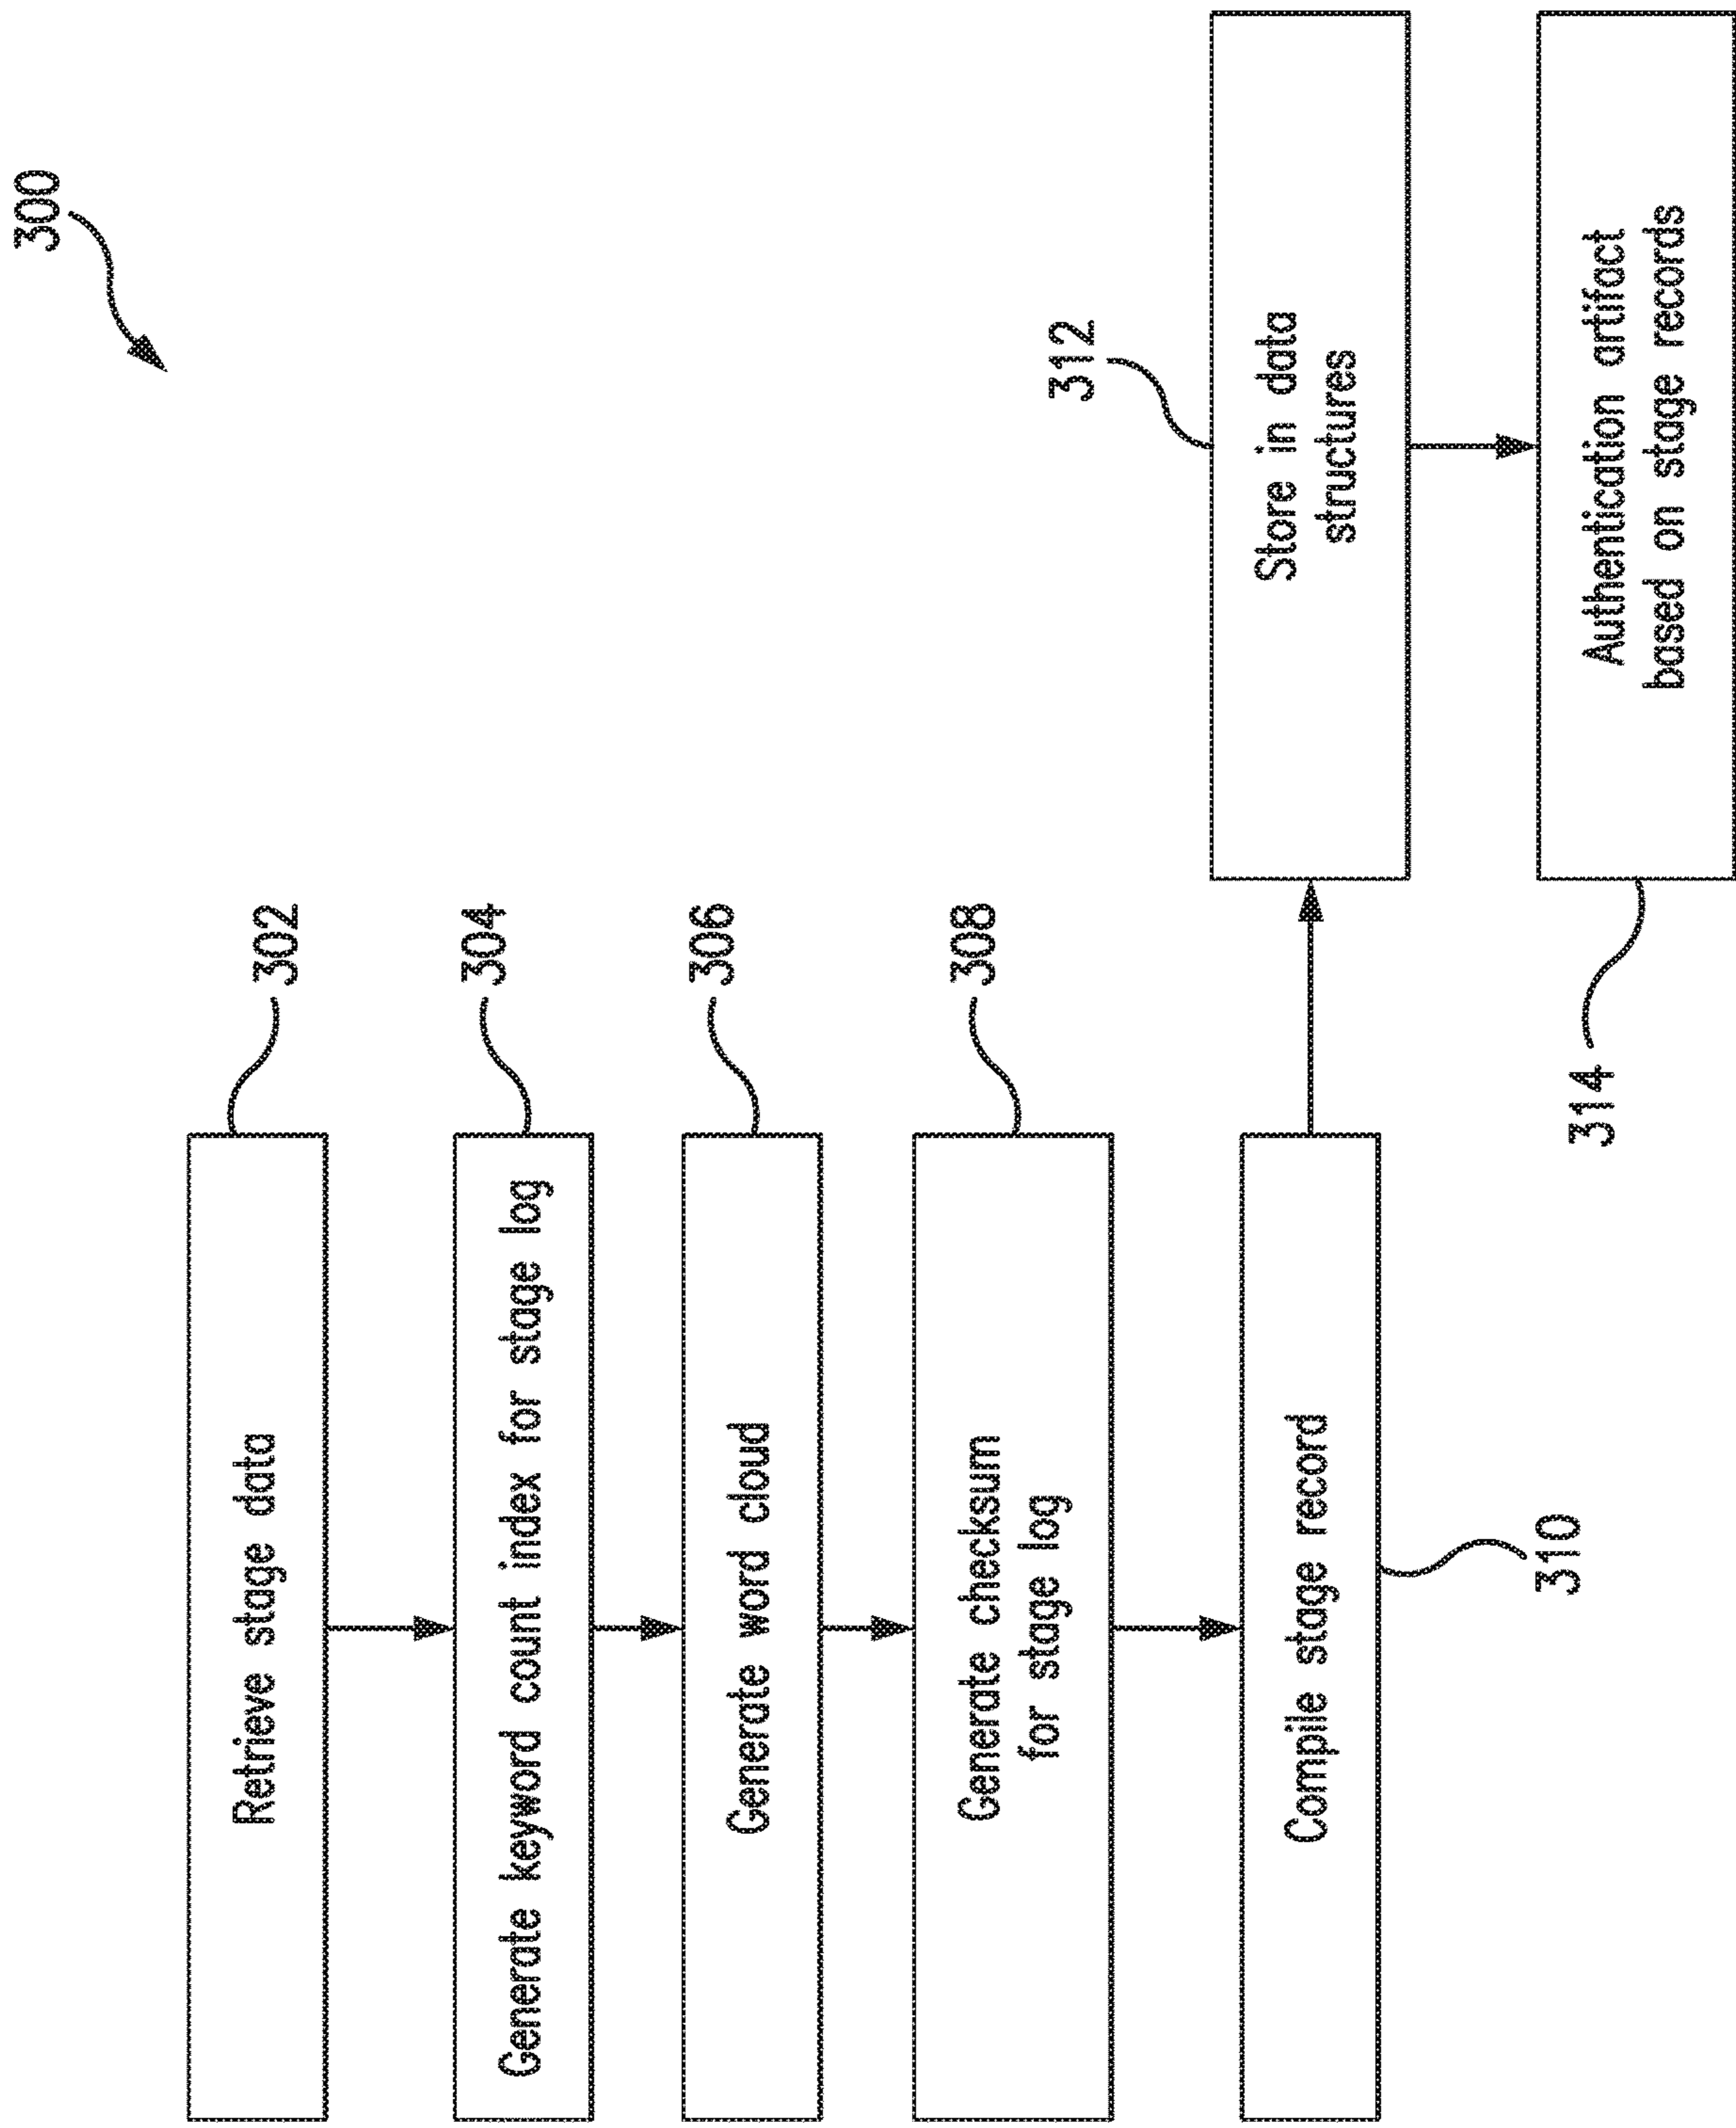 300
Retrieve stage data
302
Generate keyword count index for stage log
304
Generate word cloud
306
Generate checksum
for stage log
308
Compile stage record
310
312
Store in data
structures
314
Authentication artifact
based on stage records